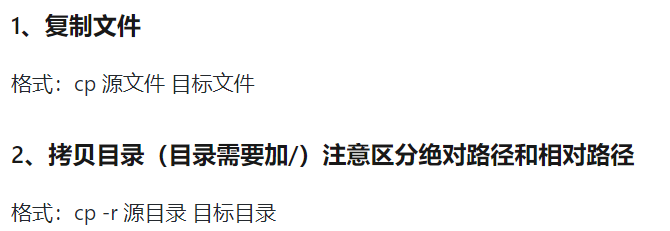 1、复制文件
格式：cp 源文件 目标文件
2、拷贝目录（目录需要加/）注意区分绝对路径和相对路径
格式：cp -r 源目录 目标目录